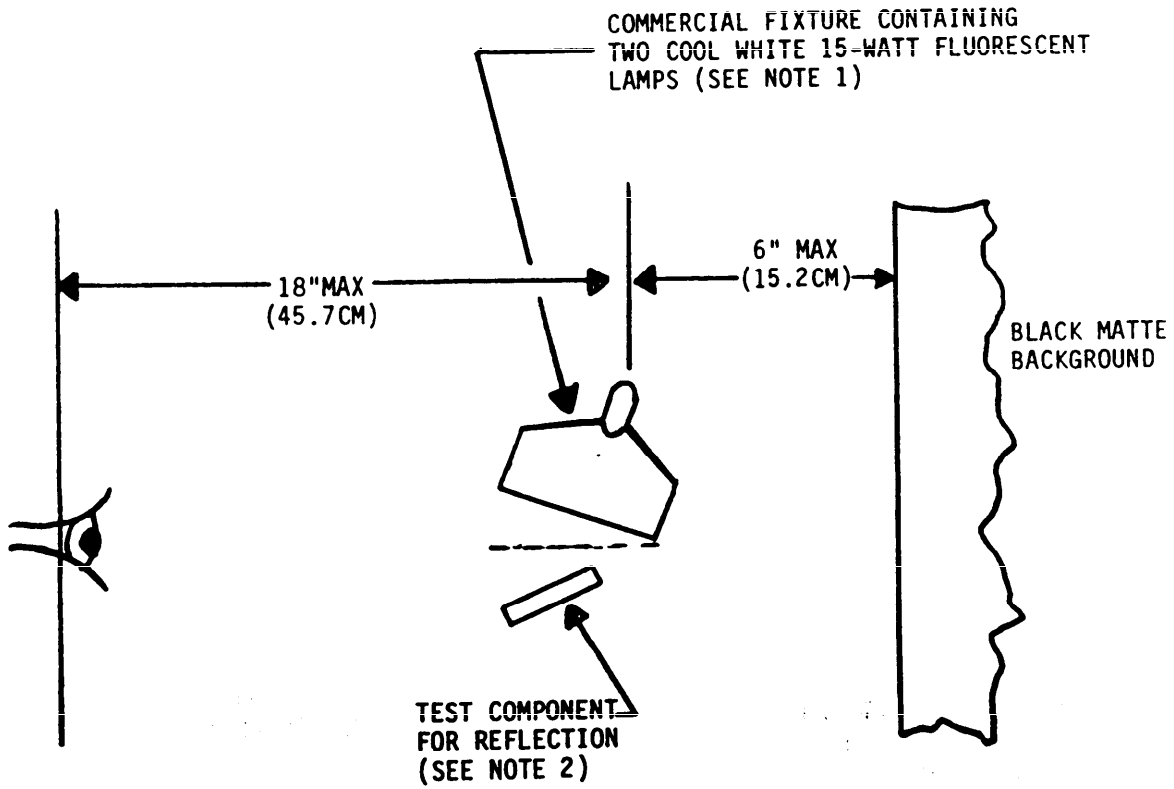 COMMERCIAL FIXTURE CONTAINING
TWO COOL WHITE 15-WATT FLUORESCENT
LAMPS (SEE NOTE 1)
18"MAX
(45.7CM)
6" MAX
(15.2CM)
BLACK MATTE
BACKGROUND
TEST COMPONENT
FOR REFLECTION
(SEE NOTE 2)